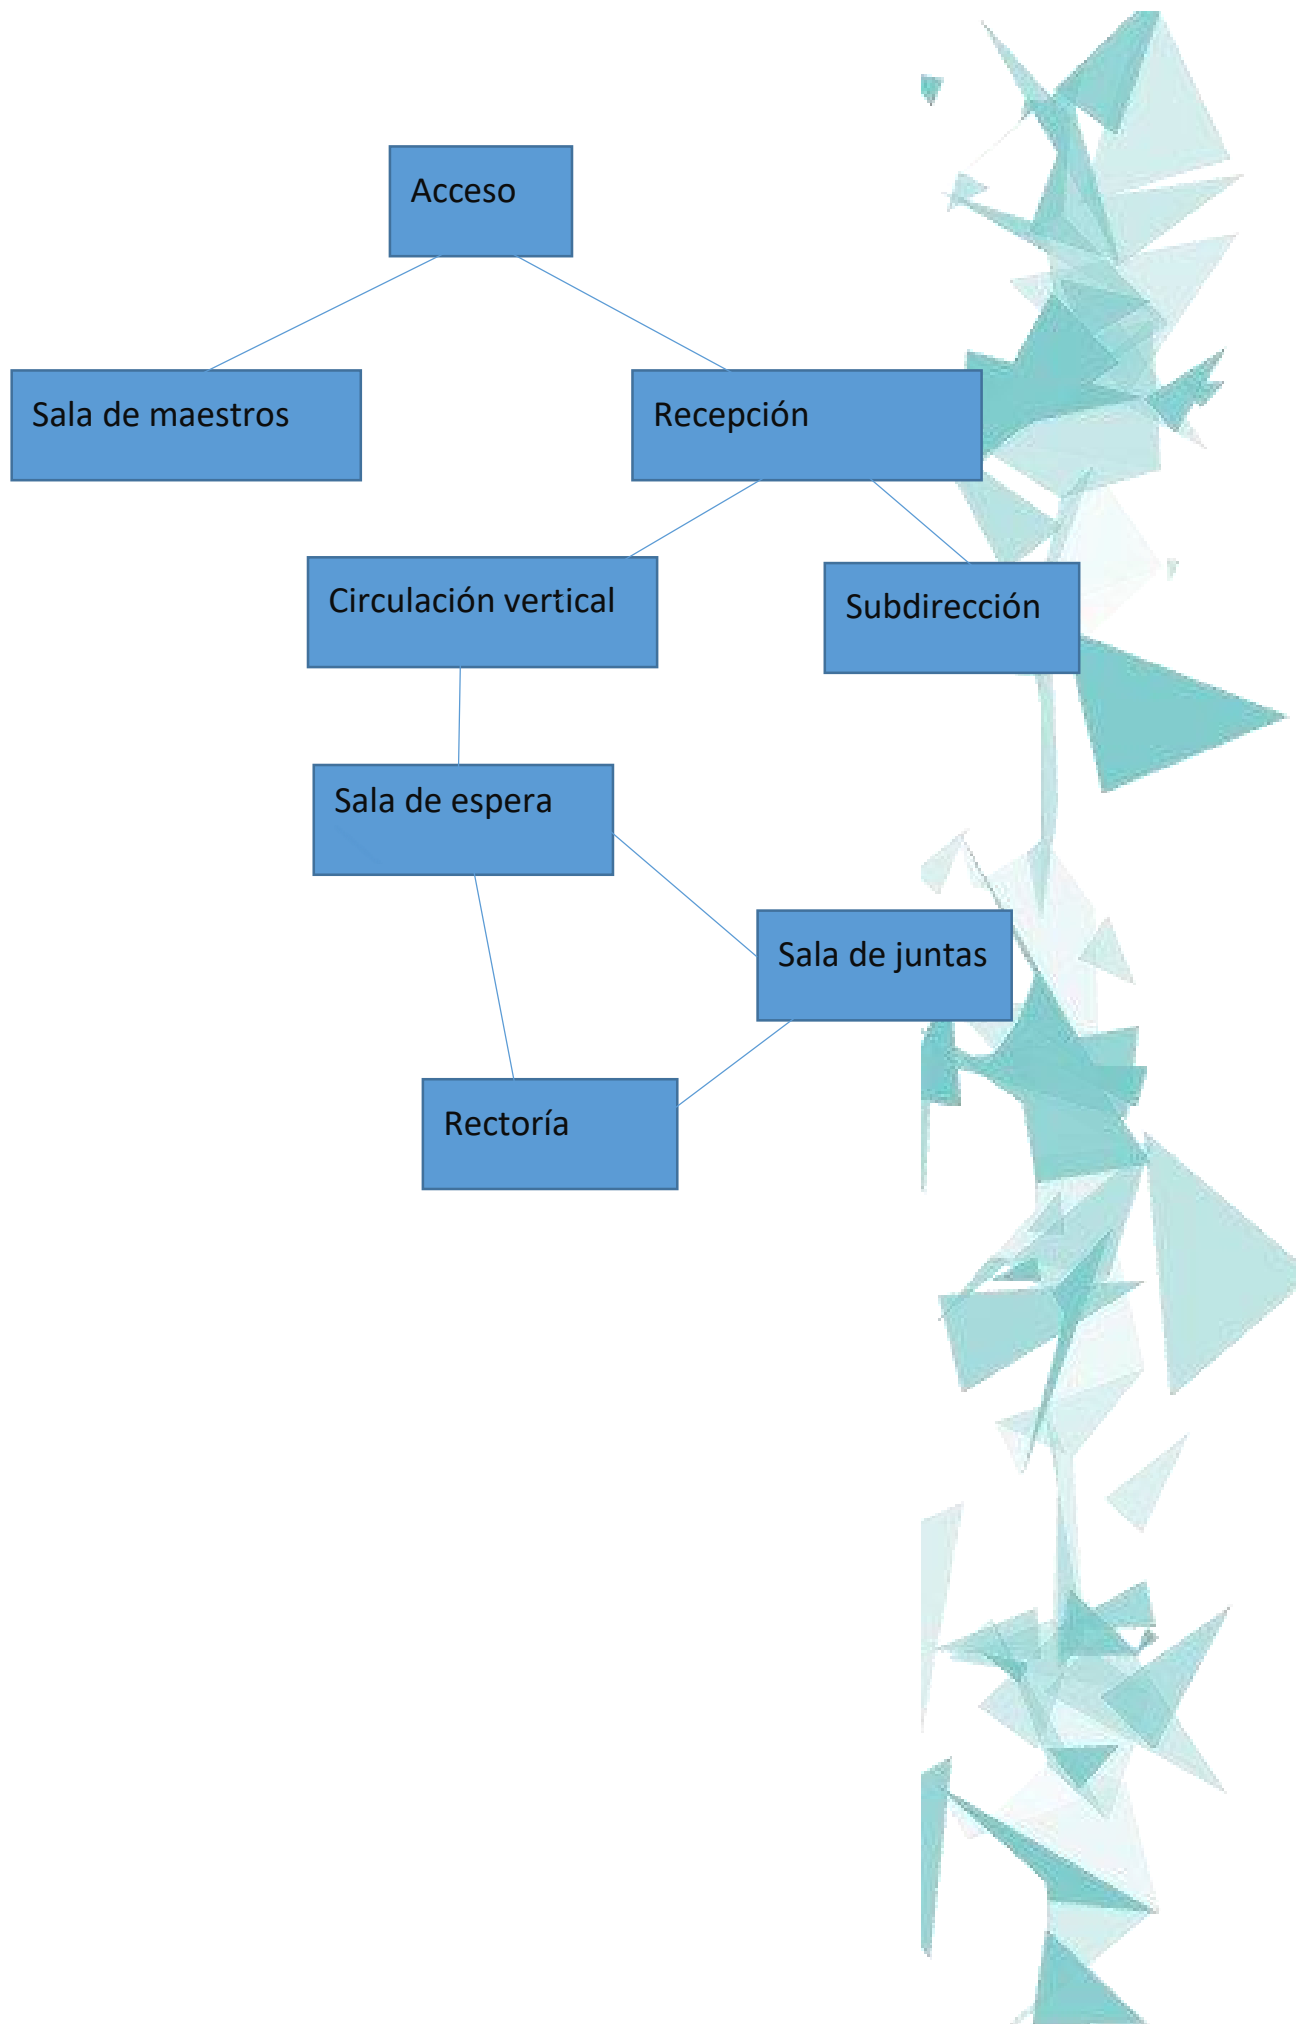 Acceso
Sala de maestros
Recepción
Circulación vertical
Subdirección
Sala de espera
Sala de juntas
Rectoría